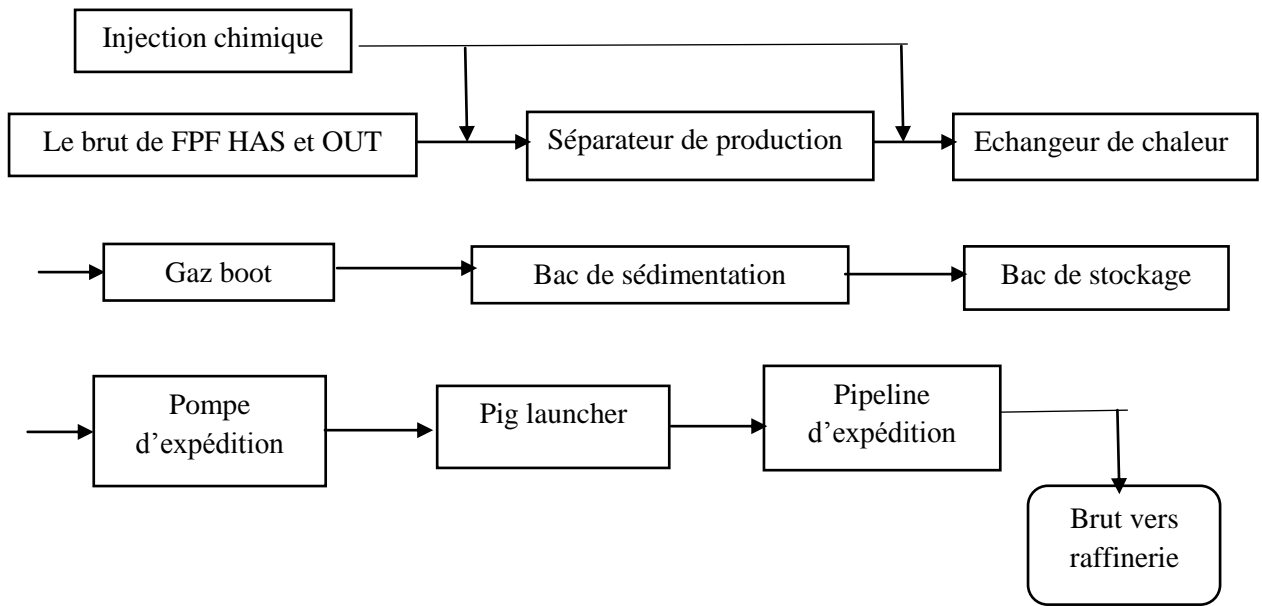 Injection chimique
Le brut de FPF HAS et OUT
Séparateur de production
Echangeur de chaleur
Gaz boot
Bac de sédimentation
Bac de stockage
Pompe
d’expédition
Pig launcher
Pipeline
d’expédition
Brut vers
raffinerie